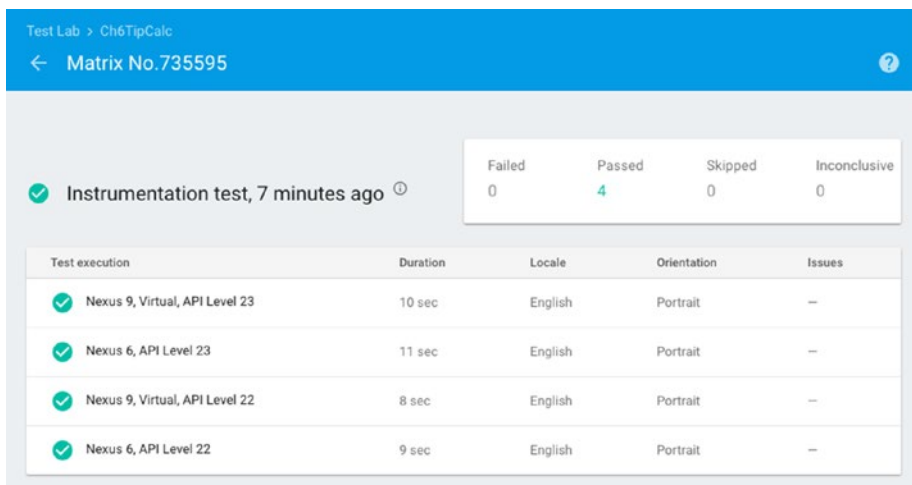 Test Lab > Ch6TipCalc
← Matrix No.735595
?
Instrumentation test, 7 minutes ago ⓘ
Failed Passed Skipped Inconclusive
0 4 0 0
Test execution Duration Locale Orientation Issues
Nexus 9, Virtual, API Level 23 10 sec English Portrait –
Nexus 6, API Level 23 11 sec English Portrait –
Nexus 9, Virtual, API Level 22 8 sec English Portrait –
Nexus 6, API Level 22 9 sec English Portrait –